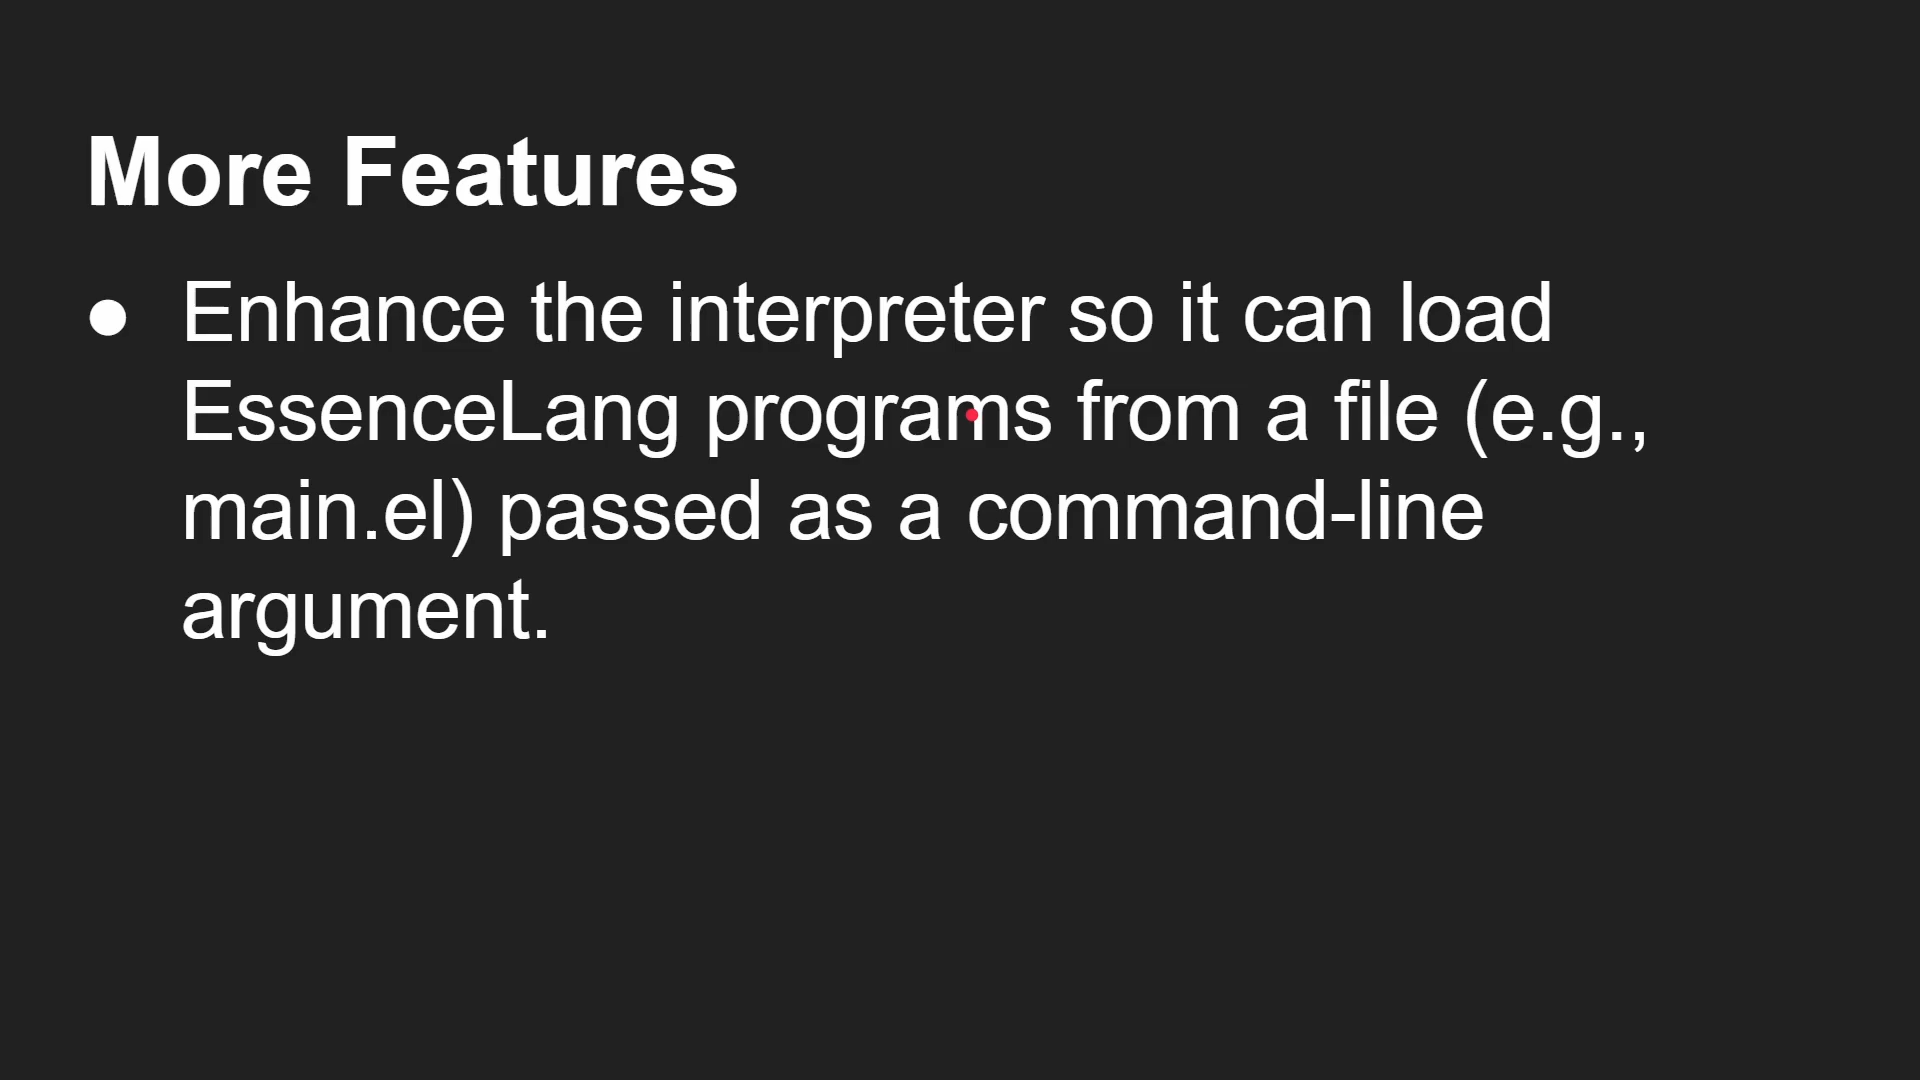 More Features
● Enhance the interpreter so it can load
EssenceLang programs from a file (e.g.,
main.el) passed as a command-line
argument.